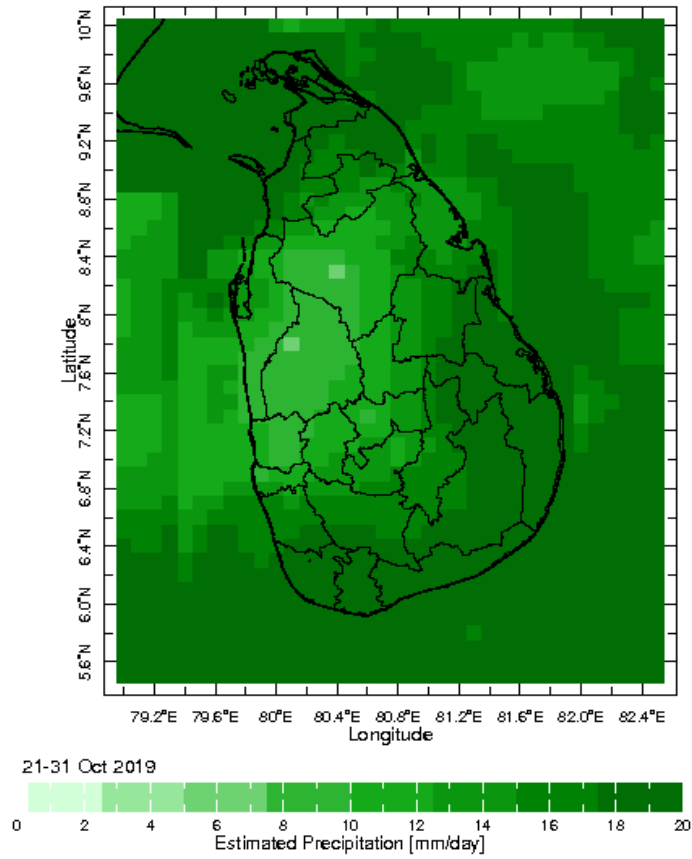 10°N
9.6°N
9.2°N
8.8°N
8.4°N
8°N
7.6°N
7.2°N
6.8°N
6.4°N
6.0°N
5.6°N
Latitude
79.2°E 79.6°E 80°E 80.4°E 80.8°E 81.2°E 81.6°E 82.0°E 82.4°E
Longitude
21-31 Oct 2019
0 2 4 6 8 10 12 14 16 18 20
Estimated Precipitation [mm/day]